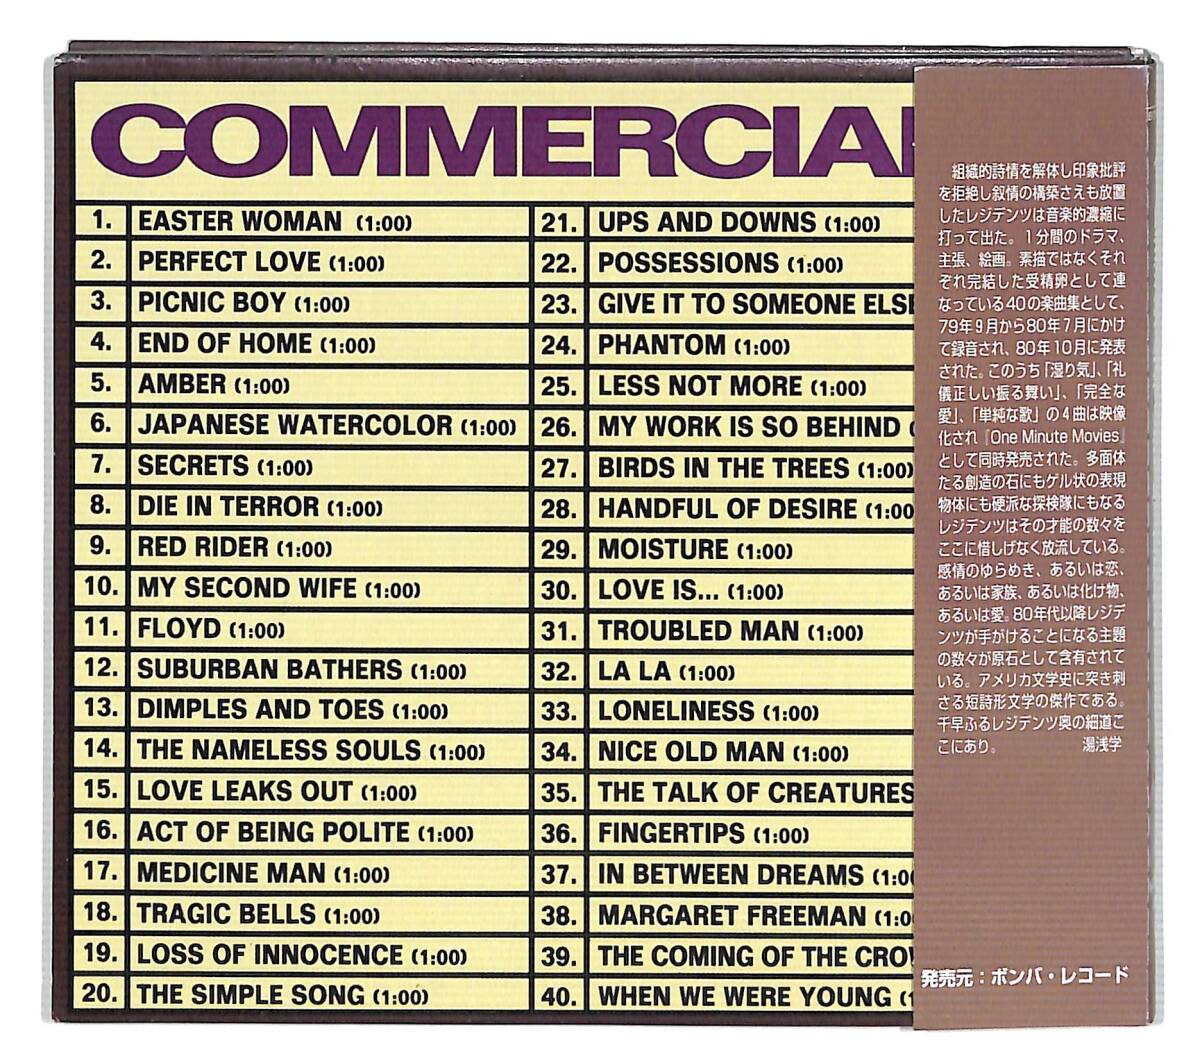 COMMERCIAL
1. EASTER WOMAN (1:00)
2. PERFECT LOVE (1:00)
3. PICNIC BOY (1:00)
4. END OF HOME (1:00)
5. AMBER (1:00)
6. JAPANESE WATERCOLOR (1:00)
7. SECRETS (1:00)
8. DIE IN TERROR (1:00)
9. RED RIDER (1:00)
10. MY SECOND WIFE (1:00)
11. FLOYD (1:00)
12. SUBURBAN BATHERS (1:00)
13. DIMPLES AND TOES (1:00)
14. THE NAMELESS SOULS (1:00)
15. LOVE LEAKS OUT (1:00)
16. ACT OF BEING POLITE (1:00)
17. MEDICINE MAN (1:00)
18. TRAGIC BELLS (1:00)
19. LOSS OF INNOCENCE (1:00)
20. THE SIMPLE SONG (1:00)
21. UPS AND DOWNS (1:00)
22. POSSESSIONS (1:00)
23. GIVE IT TO SOMEONE ELSE
24. PHANTOM (1:00)
25. LESS NOT MORE (1:00)
26. MY WORK IS SO BEHIND (
27. BIRDS IN THE TREES (1:00)
28. HANDFUL OF DESIRE (1:00
29. MOISTURE (1:00)
30. LOVE IS... (1:00)
31. TROUBLED MAN (1:00)
32. LA LA (1:00)
33. LONELINESS (1:00)
34. NICE OLD MAN (1:00)
35. THE TALK OF CREATURES
36. FINGERTIPS (1:00)
37. IN BETWEEN DREAMS (1:00
38. MARGARET FREEMAN (1:0
39. THE COMING OF THE CRO
40. WHEN WE WERE YOUNG (1
組織的詩情を解体し印象批評
を拒絶し叙情の構築さえも放置
したレジデンツは音楽的濃縮に
打って出た。1分間のドラマ、
主張、絵画。素描ではなくそれ
ぞれ完結した受精卵として連
なっている40の楽曲集として、
79年9月から80年7月にかけ
て録音され、80年10月に発表
された。このうち「湿り気」、「礼
儀正しい振る舞い」、「完全な
愛」、「単純な歌」の4曲は映像
化され『One Minute Movies』
として同時発売された。多面体
たる創造の石にもゲル状の表現
物体にも硬派な探検隊にもなる
レジデンツはその才能の数々を
ここに惜しげなく放流している。
感情のゆらめき、あるいは恋、
あるいは家族、あるいは化け物、
あるいは愛。80年代以降レジデ
ンツが手がけることになる主題
の数々が原石として含有されて
いる。アメリカ文学史に突き刺
さる短詩形文学の傑作である。
千早ふるレジデンツ奥の細道こ
こにあり。 湯浅学
発売元：ボンバ・レコード